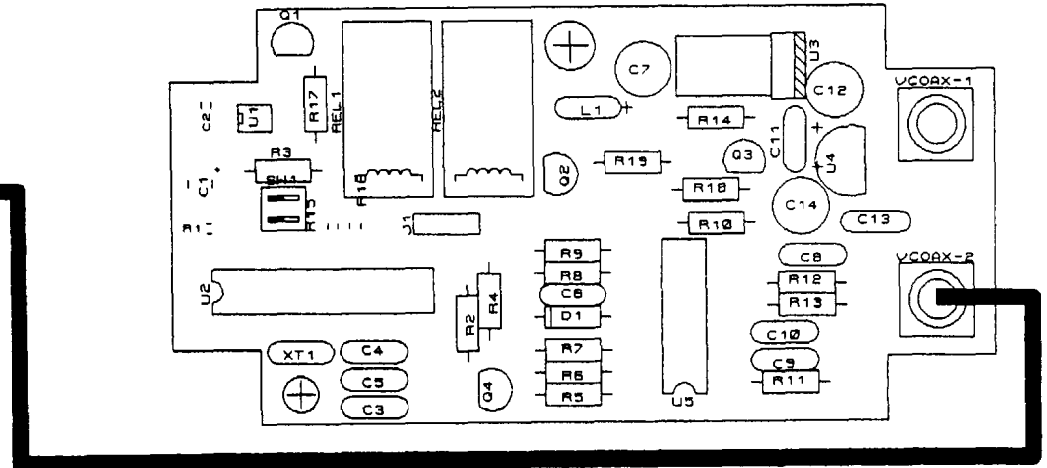 Q1
U3
C7
C12
VCOAX-1
C2
U1
R17
REL1
REL2
L1
+
R14
C11
+
R3
Q3
+
U4
R19
Q2
C1
+
SW1
R18
R18
C14
R15
R1
J1
R10
C13
R9
C8
VCOAX-2
U2
R8
R12
C6
R4
R13
R2
D1
C10
XT1
C4
R7
C9
C5
R6
R11
Q4
R5
U5
C3